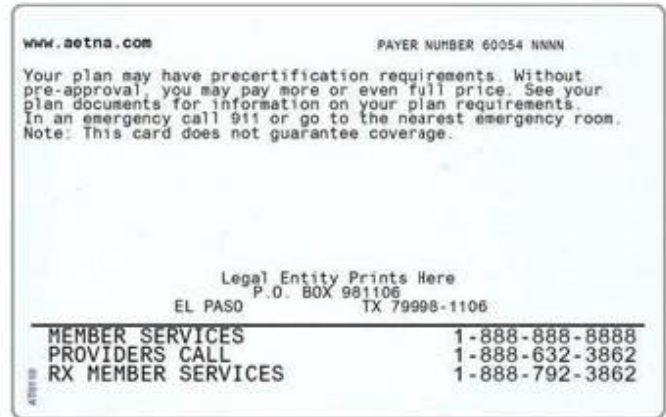 www.aetna.com PAYER NUMBER 60054 NNNN
Your plan may have precertification requirements. Without
pre-approval, you may pay more or even full price. See your
plan documents for information on your plan requirements.
In an emergency call 911 or go to the nearest emergency room.
Note: This card does not guarantee coverage.
Legal Entity Prints Here
P.O. BOX 981106
EL PASO TX 79998-1106
MEMBER SERVICES 1-888-888-8888
PROVIDERS CALL 1-888-632-3862
RX MEMBER SERVICES 1-888-792-3862